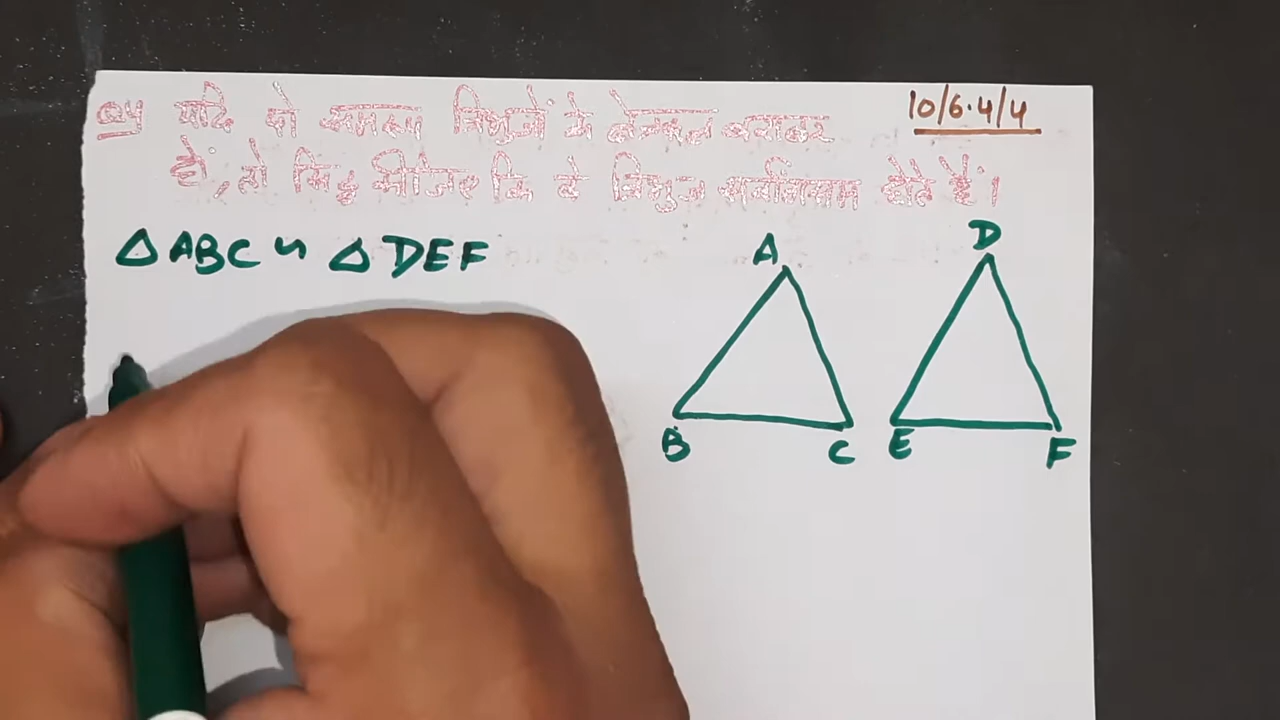 Q4 यदि दो समरूप त्रिभुजों के क्षेत्रफल बराबर
हों, तो सिद्ध कीजिए कि वे त्रिभुज सर्वांगसम होते हैं।
10/6.4/4
△ABC ~ △DEF
A
D
B
C
E
F